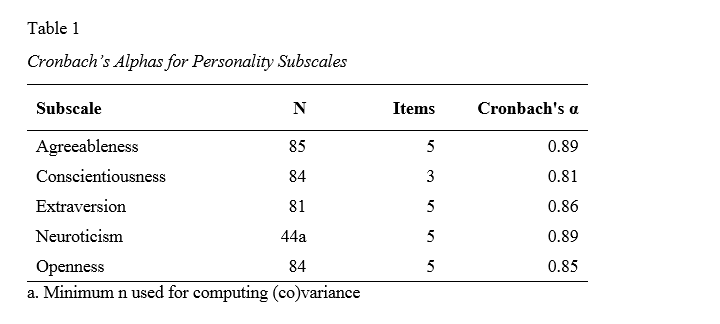 Table 1
Cronbach's Alphas for Personality Subscales
Subscale N Items Cronbach's α
Agreeableness 85 5 0.89
Conscientiousness 84 3 0.81
Extraversion 81 5 0.86
Neuroticism 44a 5 0.89
Openness 84 5 0.85
a. Minimum n used for computing (co)variance